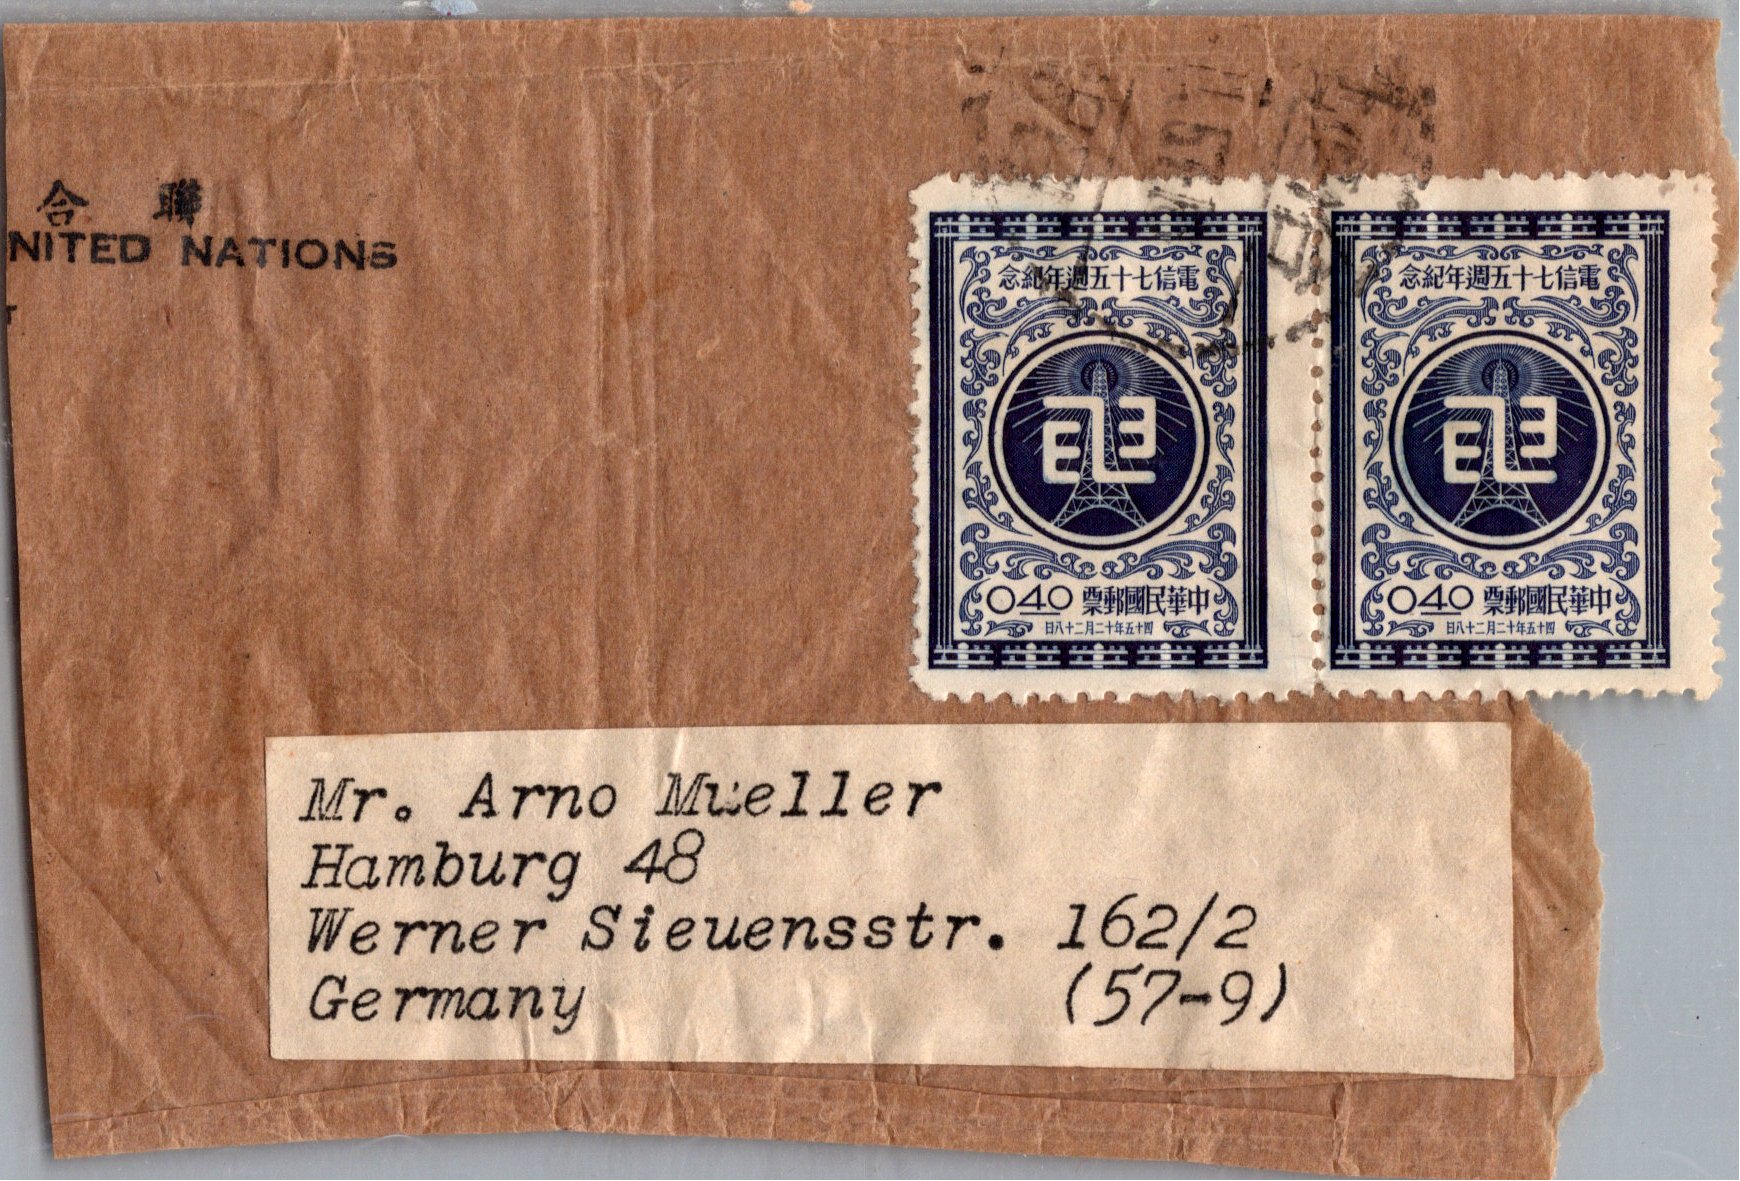 合 聯
NITED NATIONS
念紀年週五十七信電
0.40 票郵國民華中
日八十二月二十年五十四
念紀年週五十七信電
0.40 票郵國民華中
日八十二月二十年五十四
Mr. Arno Mueller
Hamburg 48
Werner Sieuensstr. 162/2
Germany (57-9)